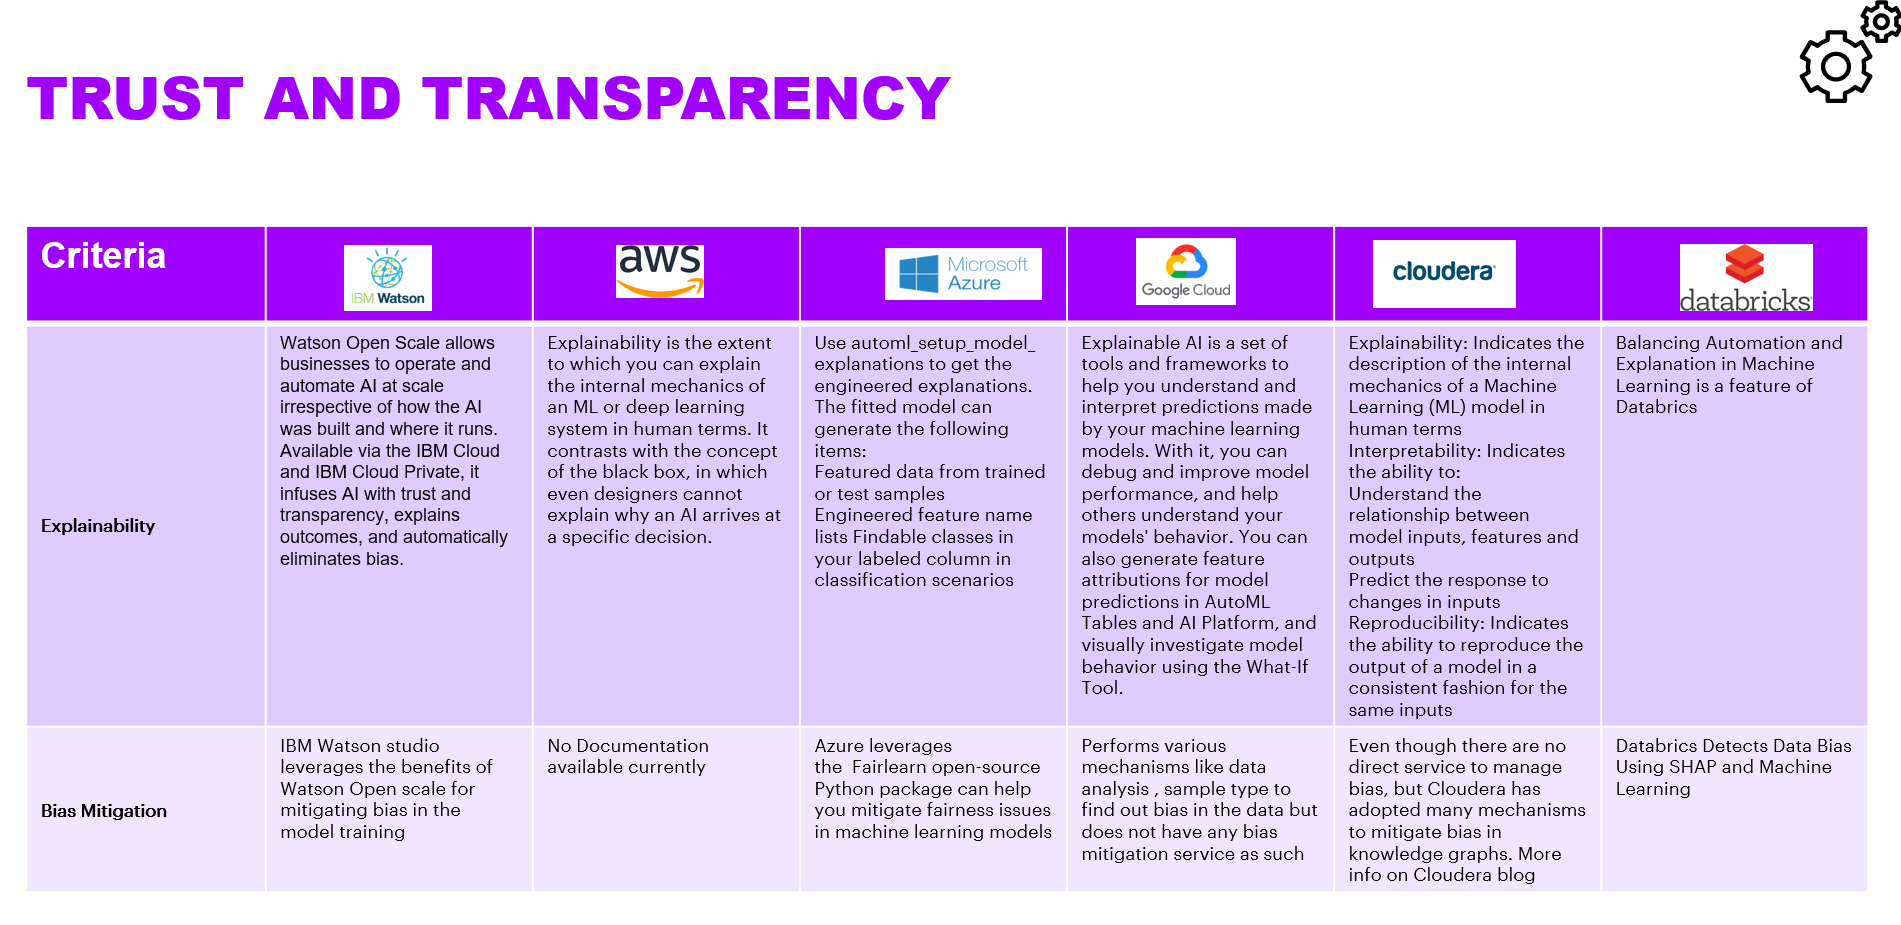 TRUST AND TRANSPARENCY
Criteria
IBM Watson
aws
Microsoft
Azure
Google Cloud
cloudera
databricks
Explainability
Watson Open Scale allows
businesses to operate and
automate AI at scale
irrespective of how the AI
was built and where it runs.
Available via the IBM Cloud
and IBM Cloud Private, it
infuses AI with trust and
transparency, explains
outcomes, and automatically
eliminates bias.
Explainability is the extent
to which you can explain
the internal mechanics of
an ML or deep learning
system in human terms. It
contrasts with the concept
of the black box, in which
even designers cannot
explain why an AI arrives at
a specific decision.
Use automl_setup_model_
explanations to get the
engineered explanations.
The fitted model can
generate the following
items:
Featured data from trained
or test samples
Engineered feature name
lists Findable classes in
your labeled column in
classification scenarios
Explainable AI is a set of
tools and frameworks to
help you understand and
interpret predictions made
by your machine learning
models. With it, you can
debug and improve model
performance, and help
others understand your
models' behavior. You can
also generate feature
attributions for model
predictions in AutoML
Tables and AI Platform, and
visually investigate model
behavior using the What-If
Tool.
Explainability: Indicates the
description of the internal
mechanics of a Machine
Learning (ML) model in
human terms
Interpretability: Indicates
the ability to:
Understand the
relationship between
model inputs, features and
outputs
Predict the response to
changes in inputs
Reproducibility: Indicates
the ability to reproduce the
output of a model in a
consistent fashion for the
same inputs
Balancing Automation and
Explanation in Machine
Learning is a feature of
Databrics
Bias Mitigation
IBM Watson studio
leverages the benefits of
Watson Open scale for
mitigating bias in the
model training
No Documentation
available currently
Azure leverages
the  Fairlearn open-source
Python package can help
you mitigate fairness issues
in machine learning models
Performs various
mechanisms like data
analysis , sample type to
find out bias in the data but
does not have any bias
mitigation service as such
Even though there are no
direct service to manage
bias, but Cloudera has
adopted many mechanisms
to mitigate bias in
knowledge graphs. More
info on Cloudera blog
Databrics Detects Data Bias
Using SHAP and Machine
Learning